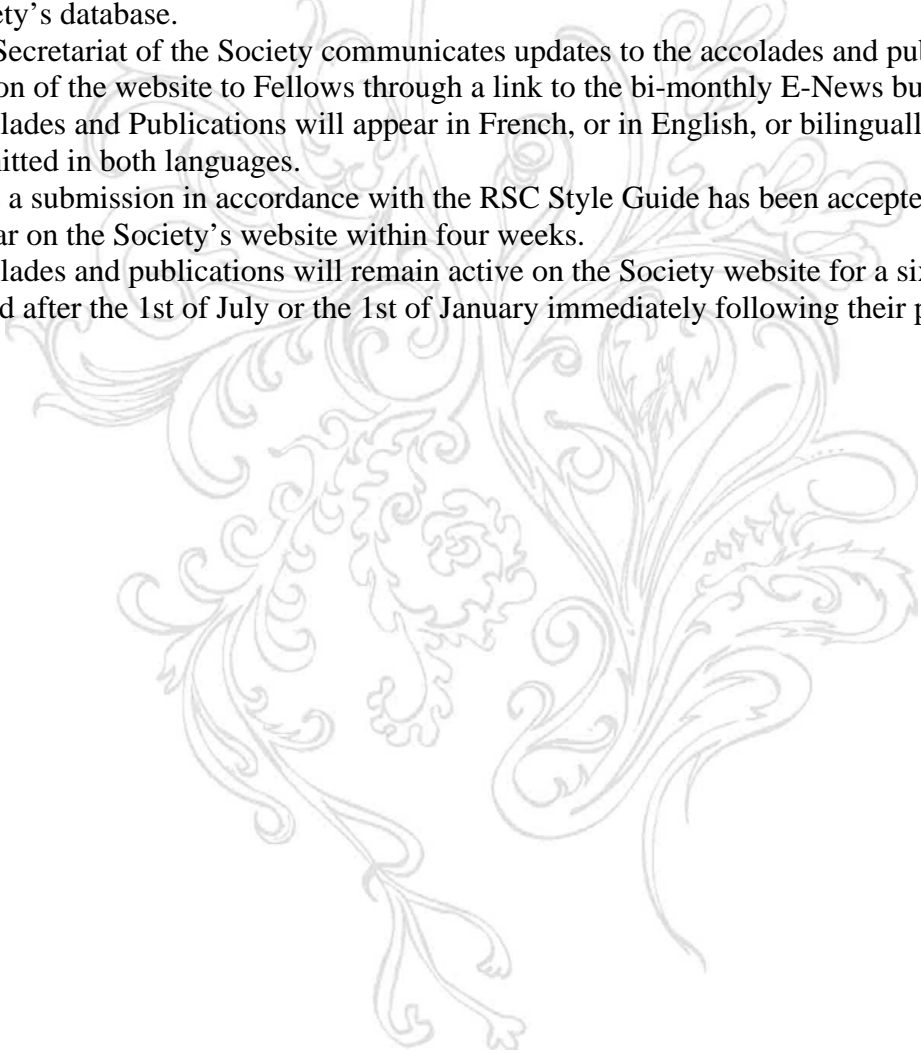 ety’s database.
Secretariat of the Society communicates updates to the accolades and pub
on of the website to Fellows through a link to the bi-monthly E-News bu
lades and Publications will appear in French, or in English, or bilinguall
itted in both languages.
a submission in accordance with the RSC Style Guide has been accepte
ar on the Society’s website within four weeks.
lades and publications will remain active on the Society website for a six
d after the 1st of July or the 1st of January immediately following their p